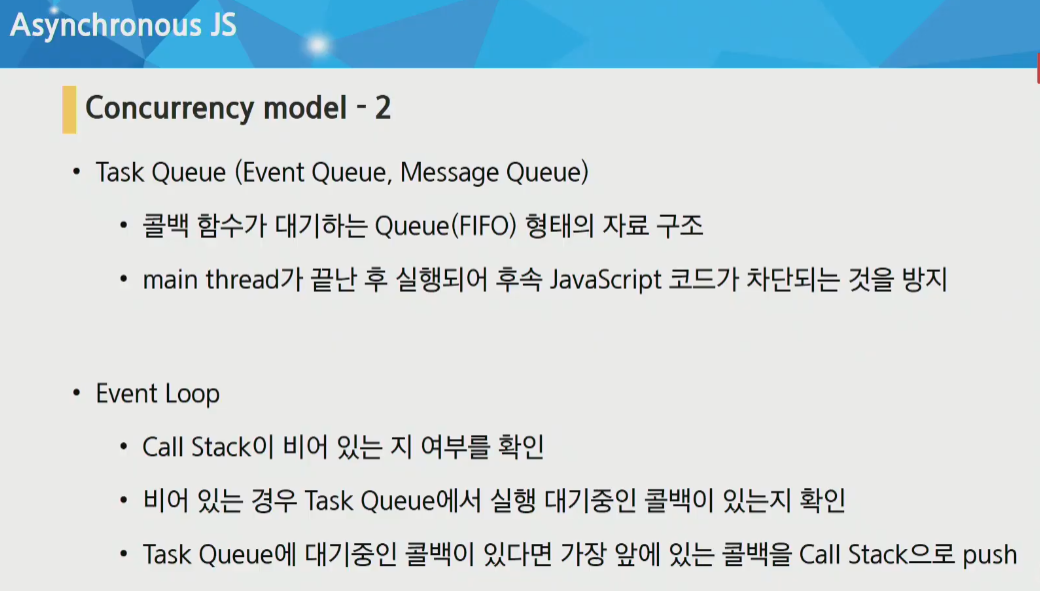 Asynchronous JS
Concurrency model - 2
• Task Queue (Event Queue, Message Queue)
• 콜백 함수가 대기하는 Queue(FIFO) 형태의 자료 구조
• main thread가 끝난 후 실행되어 후속 JavaScript 코드가 차단되는 것을 방지
• Event Loop
• Call Stack이 비어 있는 지 여부를 확인
• 비어 있는 경우 Task Queue에서 실행 대기중인 콜백이 있는지 확인
• Task Queue에 대기중인 콜백이 있다면 가장 앞에 있는 콜백을 Call Stack으로 push